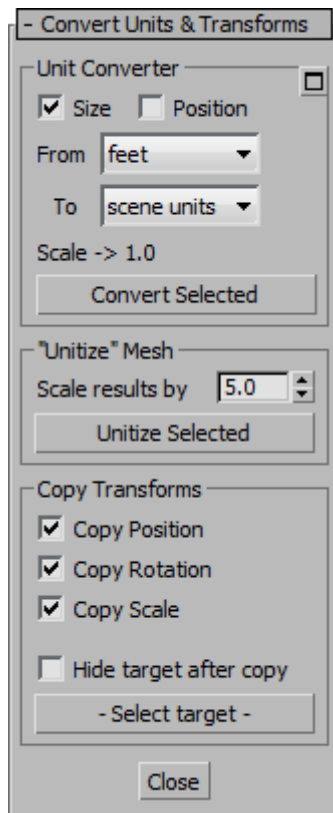 - Convert Units & Transforms
Unit Converter
Size Position
From feet
To scene units
Scale -> 1.0
Convert Selected
"Unitize" Mesh
Scale results by 5.0
Unitize Selected
Copy Transforms
Copy Position
Copy Rotation
Copy Scale
Hide target after copy
- Select target -
Close